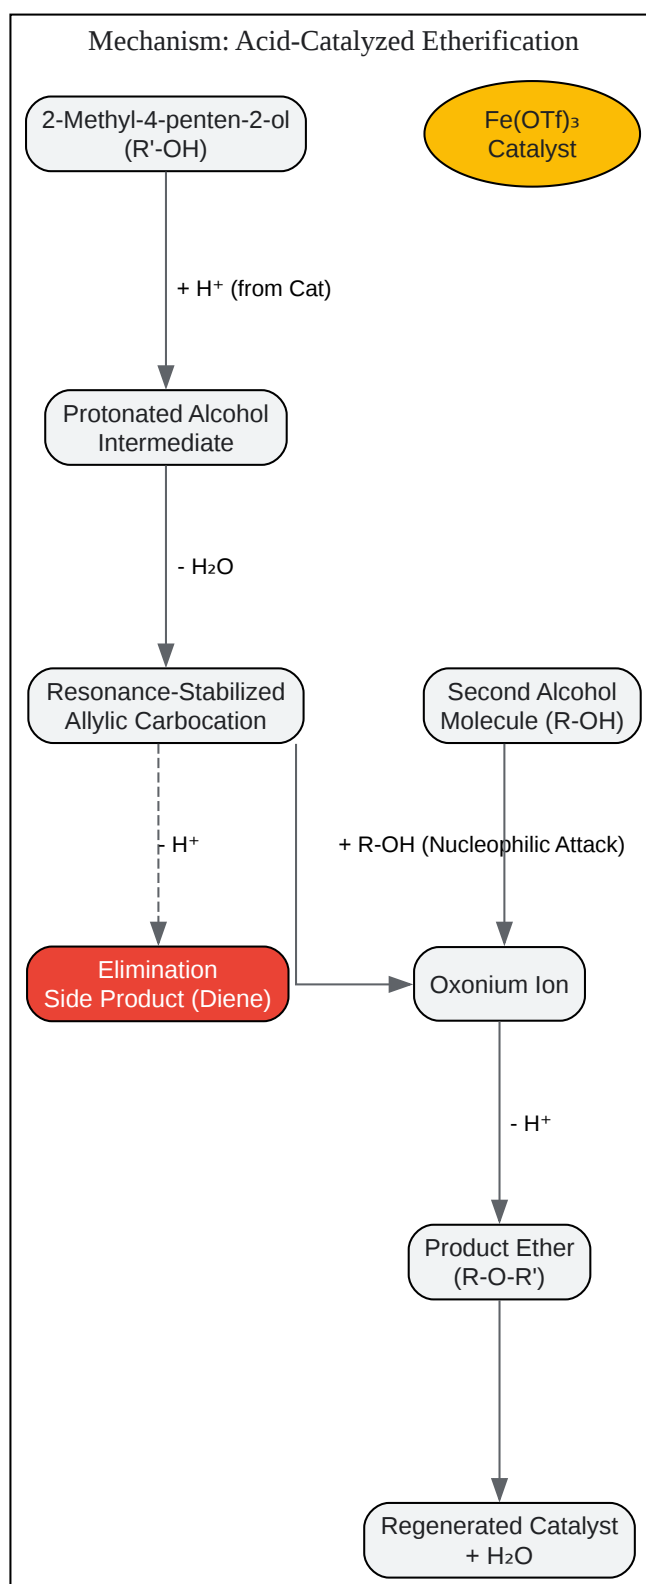 Mechanism: Acid-Catalyzed Etherification
2-Methyl-4-penten-2-ol
(R'-OH)
Fe(OTf)₃
Catalyst
+ H⁺ (from Cat)
Protonated Alcohol
Intermediate
- H₂O
Resonance-Stabilized
Allylic Carbocation
Second Alcohol
Molecule (R-OH)
- H⁺
+ R-OH (Nucleophilic Attack)
Elimination
Side Product (Diene)
Oxonium Ion
- H⁺
Product Ether
(R-O-R')
Regenerated Catalyst
+ H₂O